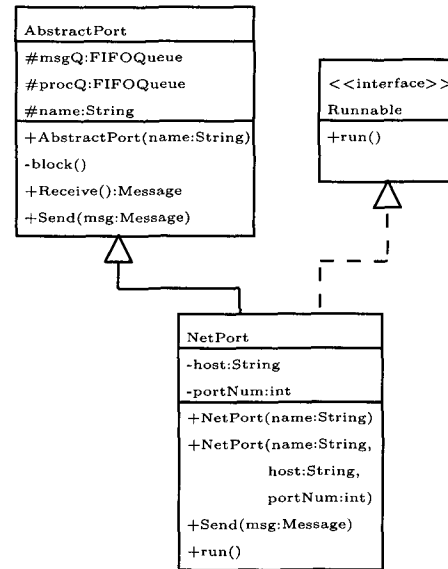 AbstractPort
#msgQ:FIFOQueue
#procQ:FIFOQueue
#name:String
+AbstractPort(name:String)
-block()
+Receive():Message
+Send(msg:Message)
<<interface>>
Runnable
+run()
NetPort
-host:String
-portNum:int
+NetPort(name:String)
+NetPort(name:String,
host:String,
portNum:int)
+Send(msg:Message)
+run()